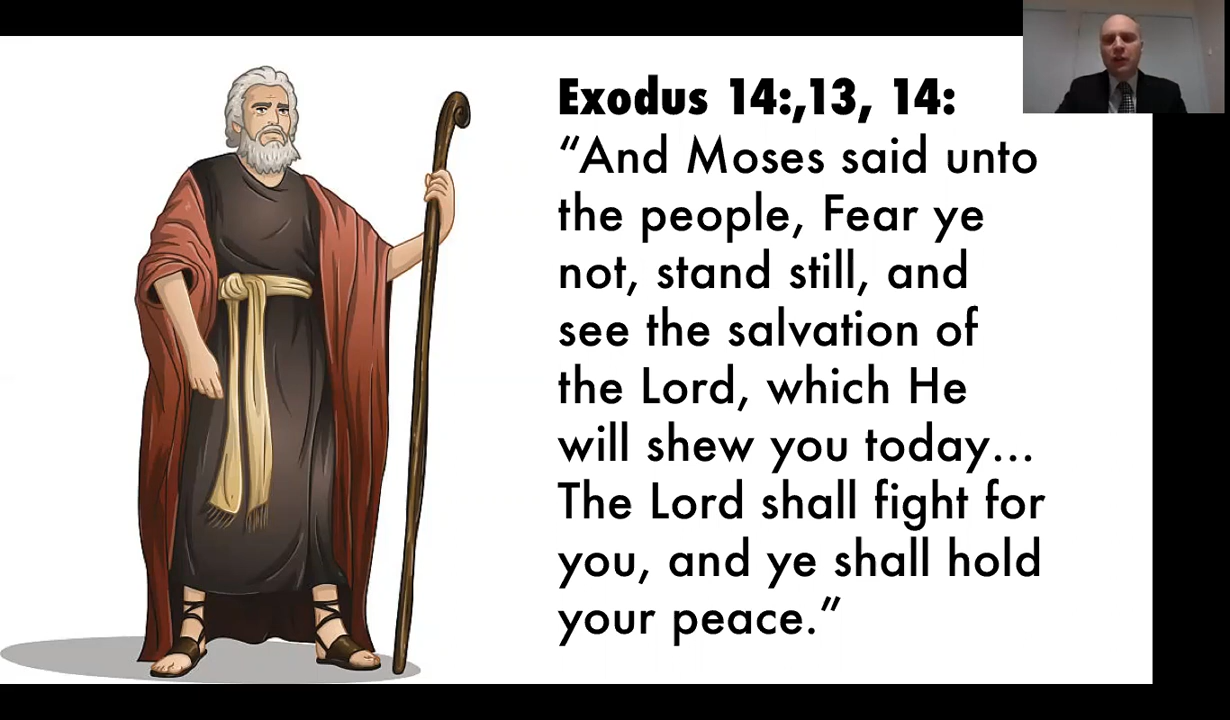 Exodus 14:,13, 14:
“And Moses said unto
the people, Fear ye
not, stand still, and
see the salvation of
the Lord, which He
will shew you today...
The Lord shall fight for
you, and ye shall hold
your peace.”